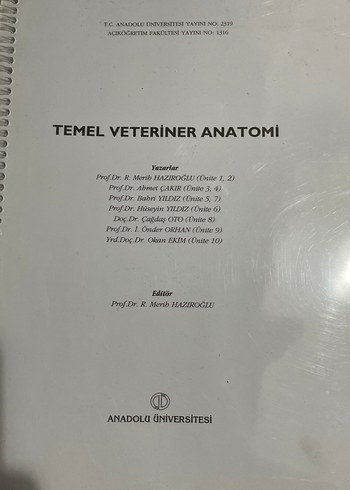 T.C. ANADOLU ÜNİVERSİTESİ YAYINI NO: 2319
AÇIKÖĞRETİM FAKÜLTESİ YAYINI NO: 1316
TEMEL VETERİNER ANATOMİ
Yazarlar
Prof.Dr. R. Merih HAZIROĞLU (Ünite 1, 2)
Prof.Dr. Ahmet ÇAKIR (Ünite 3, 4)
Prof.Dr. Bahri YILDIZ (Ünite 5, 7)
Prof.Dr. Hüseyin YILDIZ (Ünite 6)
Doç.Dr. Çağdaş OTO (Ünite 8)
Prof.Dr. İ. Önder ORHAN (Ünite 9)
Yrd.Doç.Dr. Okan EKİM (Ünite 10)
Editör
Prof.Dr. R. Merih HAZIROĞLU
ANADOLU ÜNİVERSİTESİ